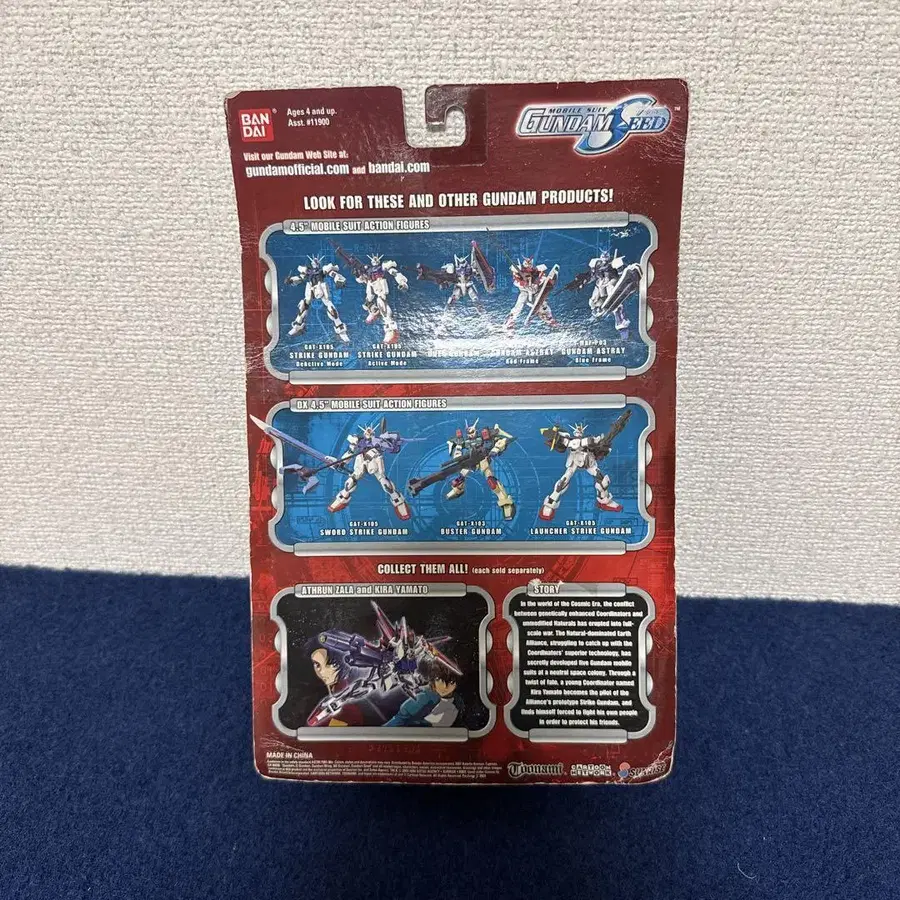 BAN
DAI
Ages 4 and up.
Asst. #11900
MOBILE SUIT
GUNDAM SEED
TM
Visit our Gundam Web Site at:
gundamofficial.com and bandai.com
LOOK FOR THESE AND OTHER GUNDAM PRODUCTS!
4.5" MOBILE SUIT ACTION FIGURES
GAT-X105
STRIKE GUNDAM
DeActive Mode
GAT-X105
STRIKE GUNDAM
Active Mode
ASTRAY
Red Frame
GUNDAM ASTRAY
Blue Frame
DX 4.5" MOBILE SUIT ACTION FIGURES
GAT-X105
SWORD STRIKE GUNDAM
GAT-X103
BUSTER GUNDAM
GAT-X105
LAUNCHER STRIKE GUNDAM
COLLECT THEM ALL! (each sold separately)
ATHRUN ZALA and KIRA YAMATO
STORY
In the world of the Cosmic Era, the conflict
between genetically enhanced Coordinators and
unmodified Naturals has erupted into full-
scale war. The Natural-dominated Earth
Alliance, struggling to catch up with the
Coordinators' superior technology, has
secretly developed five Gundam mobile
suits at a neutral space colony. Through a
twist of fate, a young Coordinator named
Kira Yamato becomes the pilot of the
Alliance's prototype Strike Gundam, and
finds himself forced to fight his own people
in order to protect his friends.
MADE IN CHINA
Toonami
CARTOON NETWORK
SUNRISE